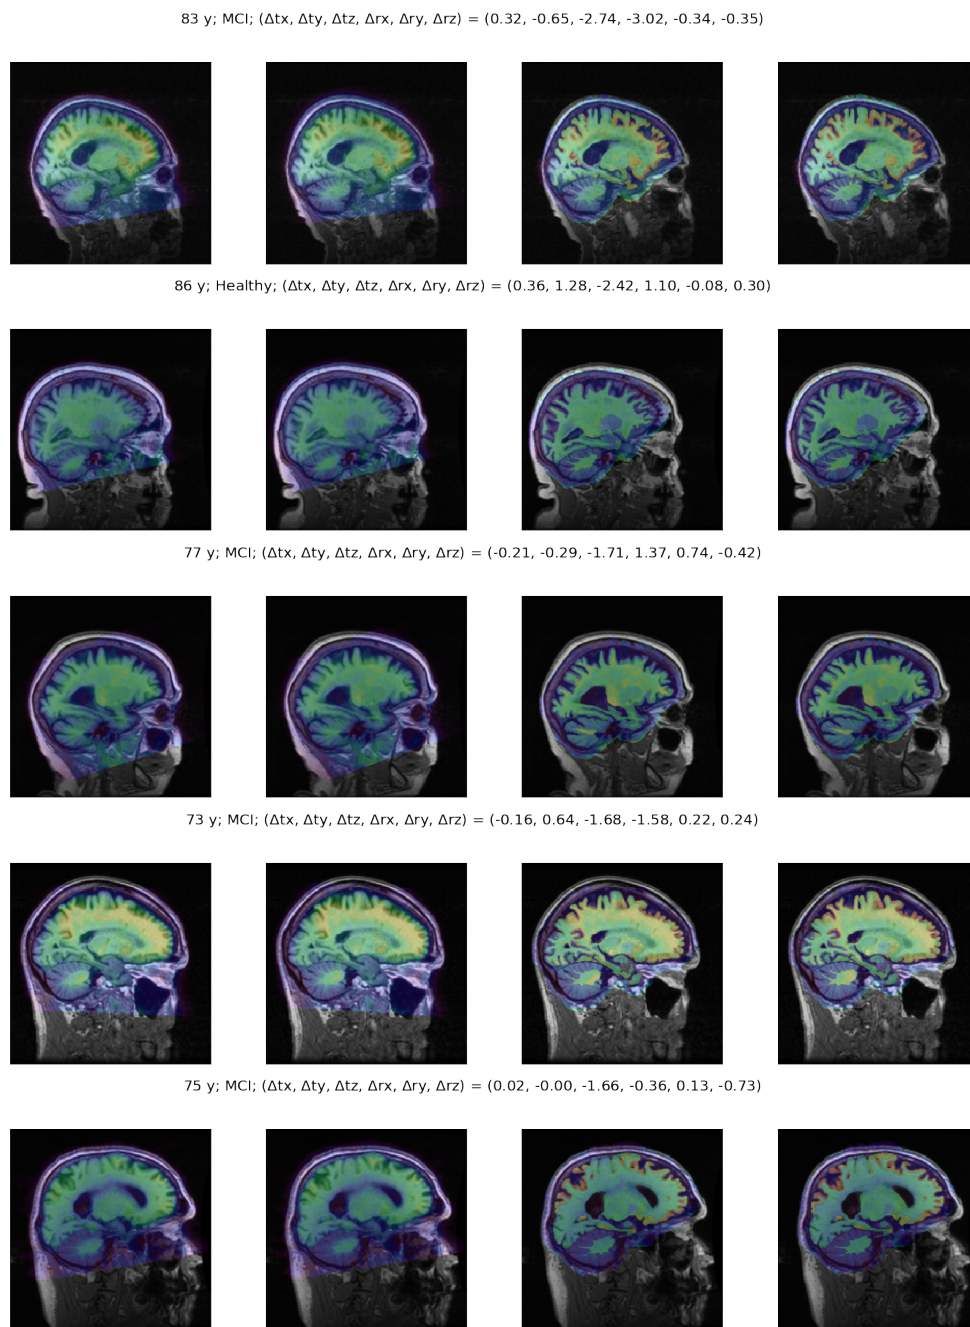 83 y; MCI; (Δtx, Δty, Δtz, Δrx, Δry, Δrz) = (0.32, -0.65, -2.74, -3.02, -0.34, -0.35)
86 y; Healthy; (Δtx, Δty, Δtz, Δrx, Δry, Δrz) = (0.36, 1.28, -2.42, 1.10, -0.08, 0.30)
77 y; MCI; (Δtx, Δty, Δtz, Δrx, Δry, Δrz) = (-0.21, -0.29, -1.71, 1.37, 0.74, -0.42)
73 y; MCI; (Δtx, Δty, Δtz, Δrx, Δry, Δrz) = (-0.16, 0.64, -1.68, -1.58, 0.22, 0.24)
75 y; MCI; (Δtx, Δty, Δtz, Δrx, Δry, Δrz) = (0.02, -0.00, -1.66, -0.36, 0.13, -0.73)